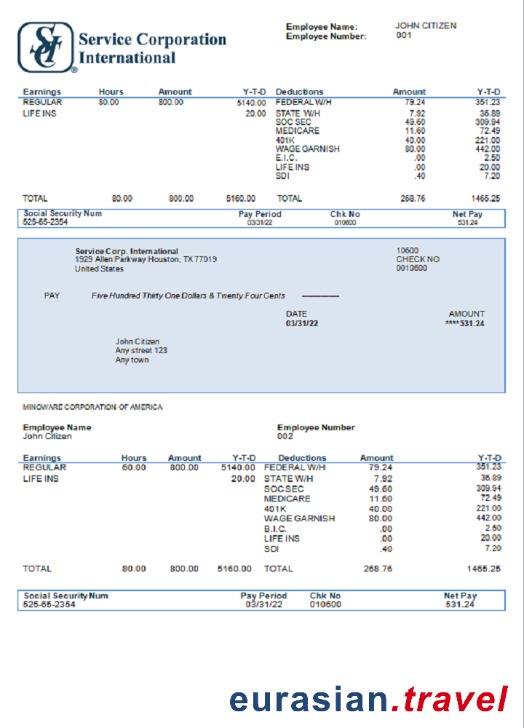 SCI
Service Corporation
International
®
Employee Name: JOHN CITIZEN
Employee Number: 001
Earnings Hours Amount Y-T-D Deductions Amount Y-T-D
REGULAR 80.00 800.00 5140.00 FEDERAL W/H 79.24 351.23
LIFE INS 20.00 STATE W/H 7.92 36.89
SOC SEC 49.60 309.94
MEDICARE 11.60 72.49
401K 40.00 221.00
WAGE GARNISH 80.00 442.00
E.I.C. .00 2.50
LIFE INS .00 20.00
SDI .40 7.20
TOTAL 80.00 800.00 5160.00 TOTAL 268.76 1465.25
Social Security Num Pay Period Chk No Net Pay
525-65-2354 03/31/22 010600 531.24
Service Corp. International 10600
1929 Allen Parkway Houston, TX 77019 CHECK NO
United States 0010600
PAY Five Hundred Thirty One Dollars & Twenty Four Cents
DATE AMOUNT
03/31/22 ****531.24
John Citizen
Any street 123
Any town
MINOWARE CORPORATION OF AMERICA
Employee Name Employee Number
John Citizen 002
Earnings Hours Amount Y-T-D Deductions Amount Y-T-D
REGULAR 60.00 800.00 5140.00 FEDERAL W/H 79.24 351.23
LIFE INS 20.00 STATE W/H 7.92 36.89
SOC SEC 49.60 309.94
MEDICARE 11.60 72.49
401K 40.00 221.00
WAGE GARNISH 80.00 442.00
B.I.C. .00 2.50
LIFE INS .00 20.00
SDI .40 7.20
TOTAL 80.00 800.00 5160.00 TOTAL 268.76 1465.25
Social Security Num Pay Period Chk No Net Pay
525-65-2354 03/31/22 010600 531.24
eurasian.travel